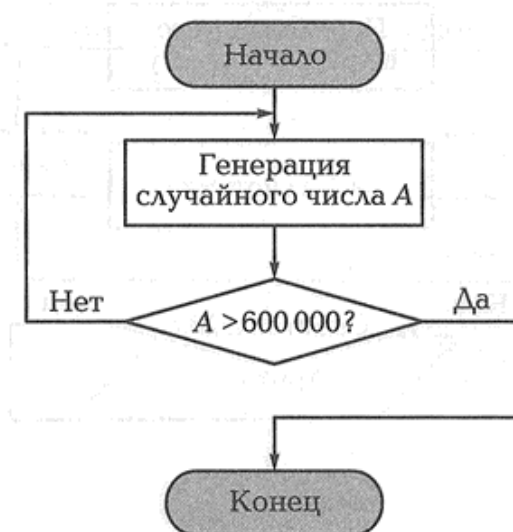 Начало
Генерация
случайного числа A
Нет
A > 600 000?
Да
Конец